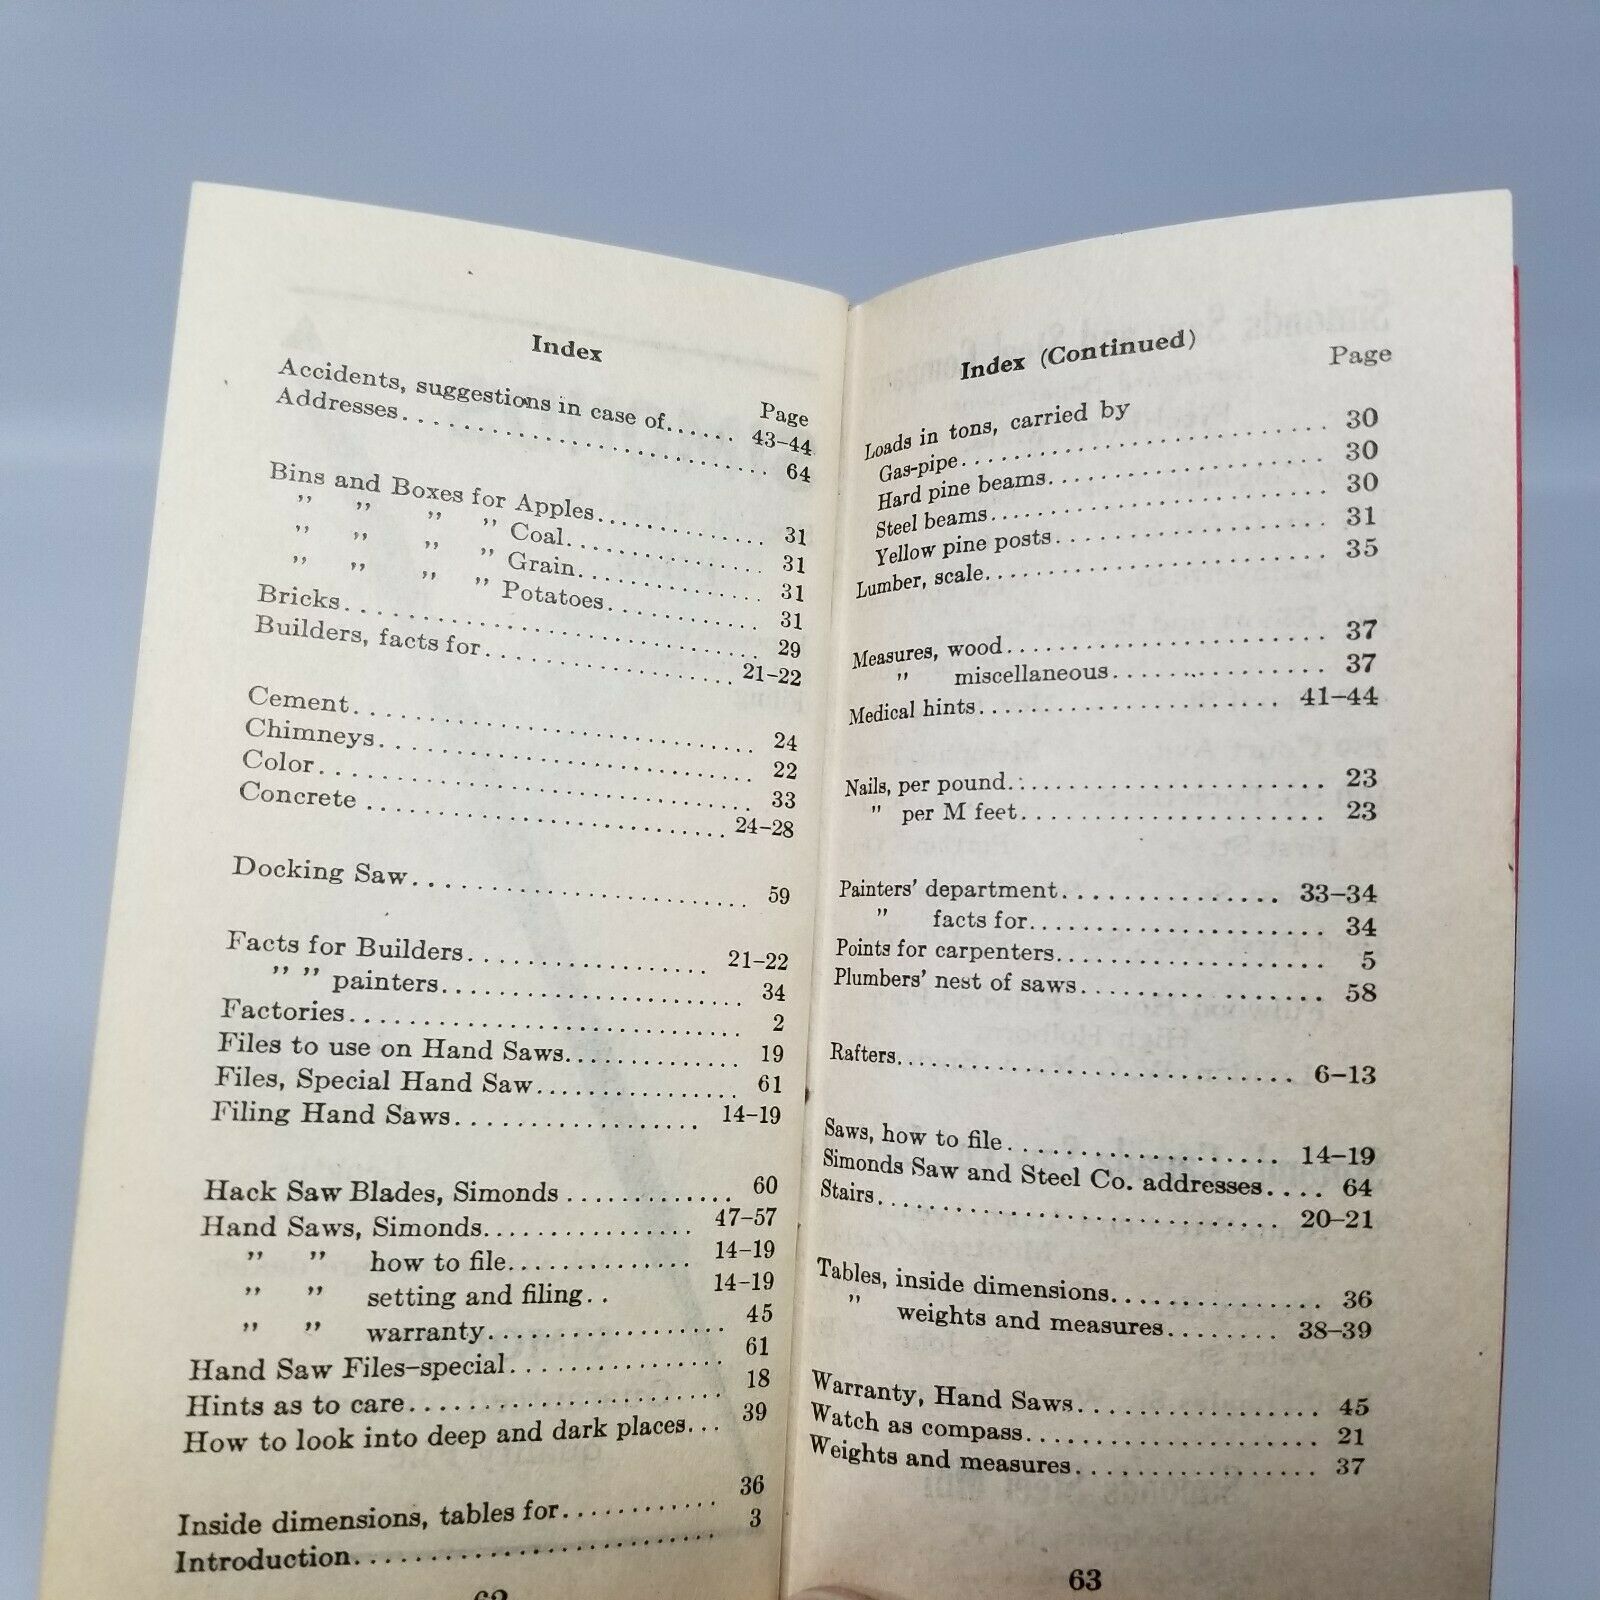 Index
Page
Accidents, suggestions in case of...... 43–44
Addresses.............................. 64
Bins and Boxes for Apples............. 31
" " " " Coal............... 31
" " " " Grain.............. 31
" " " " Potatoes............ 31
Bricks................................. 29
Builders, facts for.................... 21–22
Cement................................. 24
Chimneys............................... 22
Color.................................. 33
Concrete .............................. 24–28
Docking Saw............................ 59
Facts for Builders................... 21–22
" " painters........................ 34
Factories.............................. 2
Files to use on Hand Saws.............. 19
Files, Special Hand Saw................ 61
Filing Hand Saws................... 14–19
Hack Saw Blades, Simonds ............. 60
Hand Saws, Simonds................. 47–57
" " how to file.............. 14–19
" " setting and filing.. 14–19
" " warranty................. 45
Hand Saw Files–special................ 61
Hints as to care....................... 18
How to look into deep and dark places... 39
Inside dimensions, tables for............ 36
Introduction........................... 3
62
Index (Continued)
Page
Loads in tons, carried by
Gas-pipe............................ 30
Hard pine beams..................... 30
Steel beams......................... 30
Yellow pine posts................... 31
Lumber, scale......................... 35
Measures, wood....................... 37
" miscellaneous................ 37
Medical hints..................... 41–44
Nails, per pound...................... 23
" per M feet...................... 23
Painters' department............... 33–34
" facts for................... 34
Points for carpenters.................. 5
Plumbers' nest of saws......... ....... 58
Rafters........................... 6–13
Saws, how to file................... 14–19
Simonds Saw and Steel Co. addresses.... 64
Stairs............................. 20–21
Tables, inside dimensions.............. 36
" weights and measures........ 38–39
Warranty, Hand Saws.................. 45
Watch as compass..................... 21
Weights and measures.................. 37
63